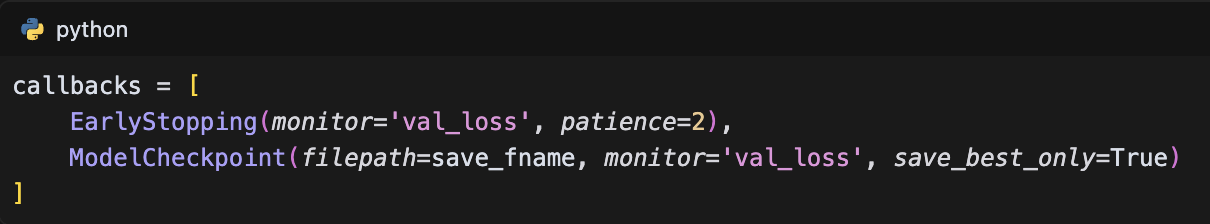 python
callbacks = [
    EarlyStopping(monitor='val_loss', patience=2),
    ModelCheckpoint(filepath=save_fname, monitor='val_loss', save_best_only=True)
]